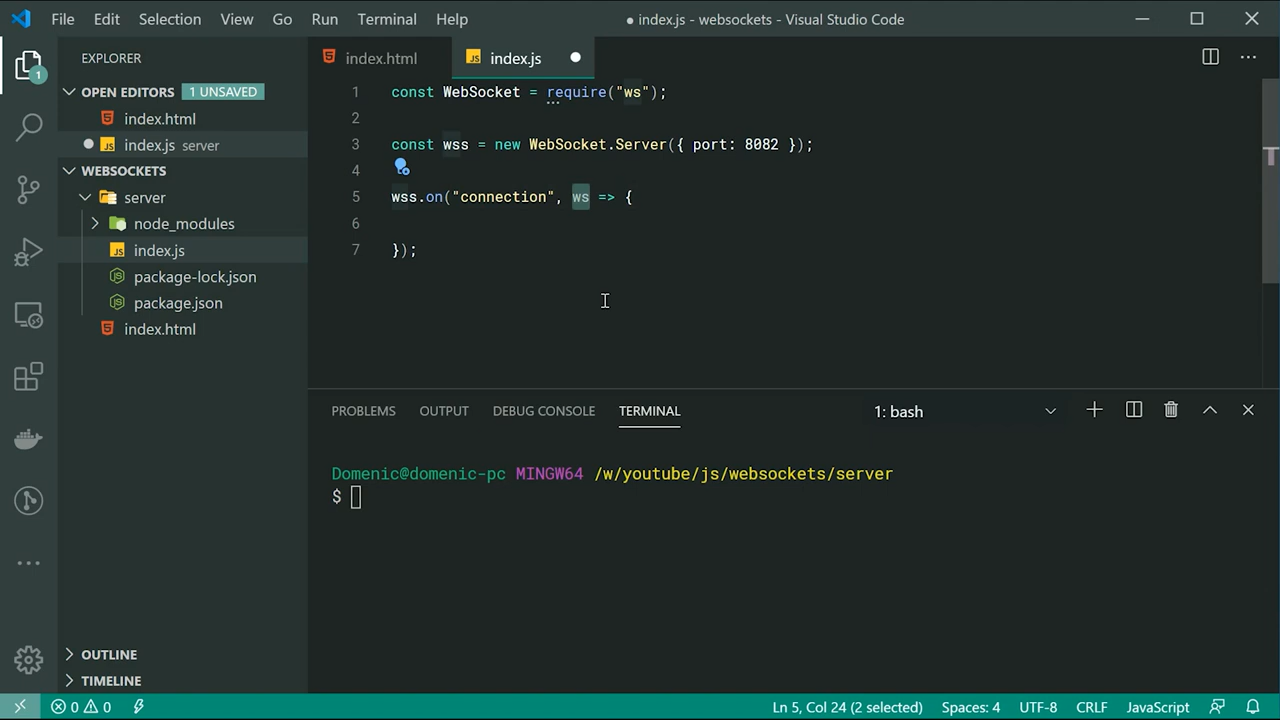 File Edit Selection View Go Run Terminal Help ● index.js - websockets - Visual Studio Code
EXPLORER
index.html index.js
OPEN EDITORS 1 UNSAVED
index.html
index.js server
WEBSOCKETS
server
node_modules
index.js
package-lock.json
package.json
index.html
OUTLINE
TIMELINE
1
1 const WebSocket = require("ws");
2
3 const wss = new WebSocket.Server({ port: 8082 });
4
5 wss.on("connection", ws => {
6
7 });
PROBLEMS OUTPUT DEBUG CONSOLE TERMINAL 1: bash
Domenic@domenic-pc MINGW64 /w/youtube/js/websockets/server
$
0 0 Ln 5, Col 24 (2 selected) Spaces: 4 UTF-8 CRLF JavaScript